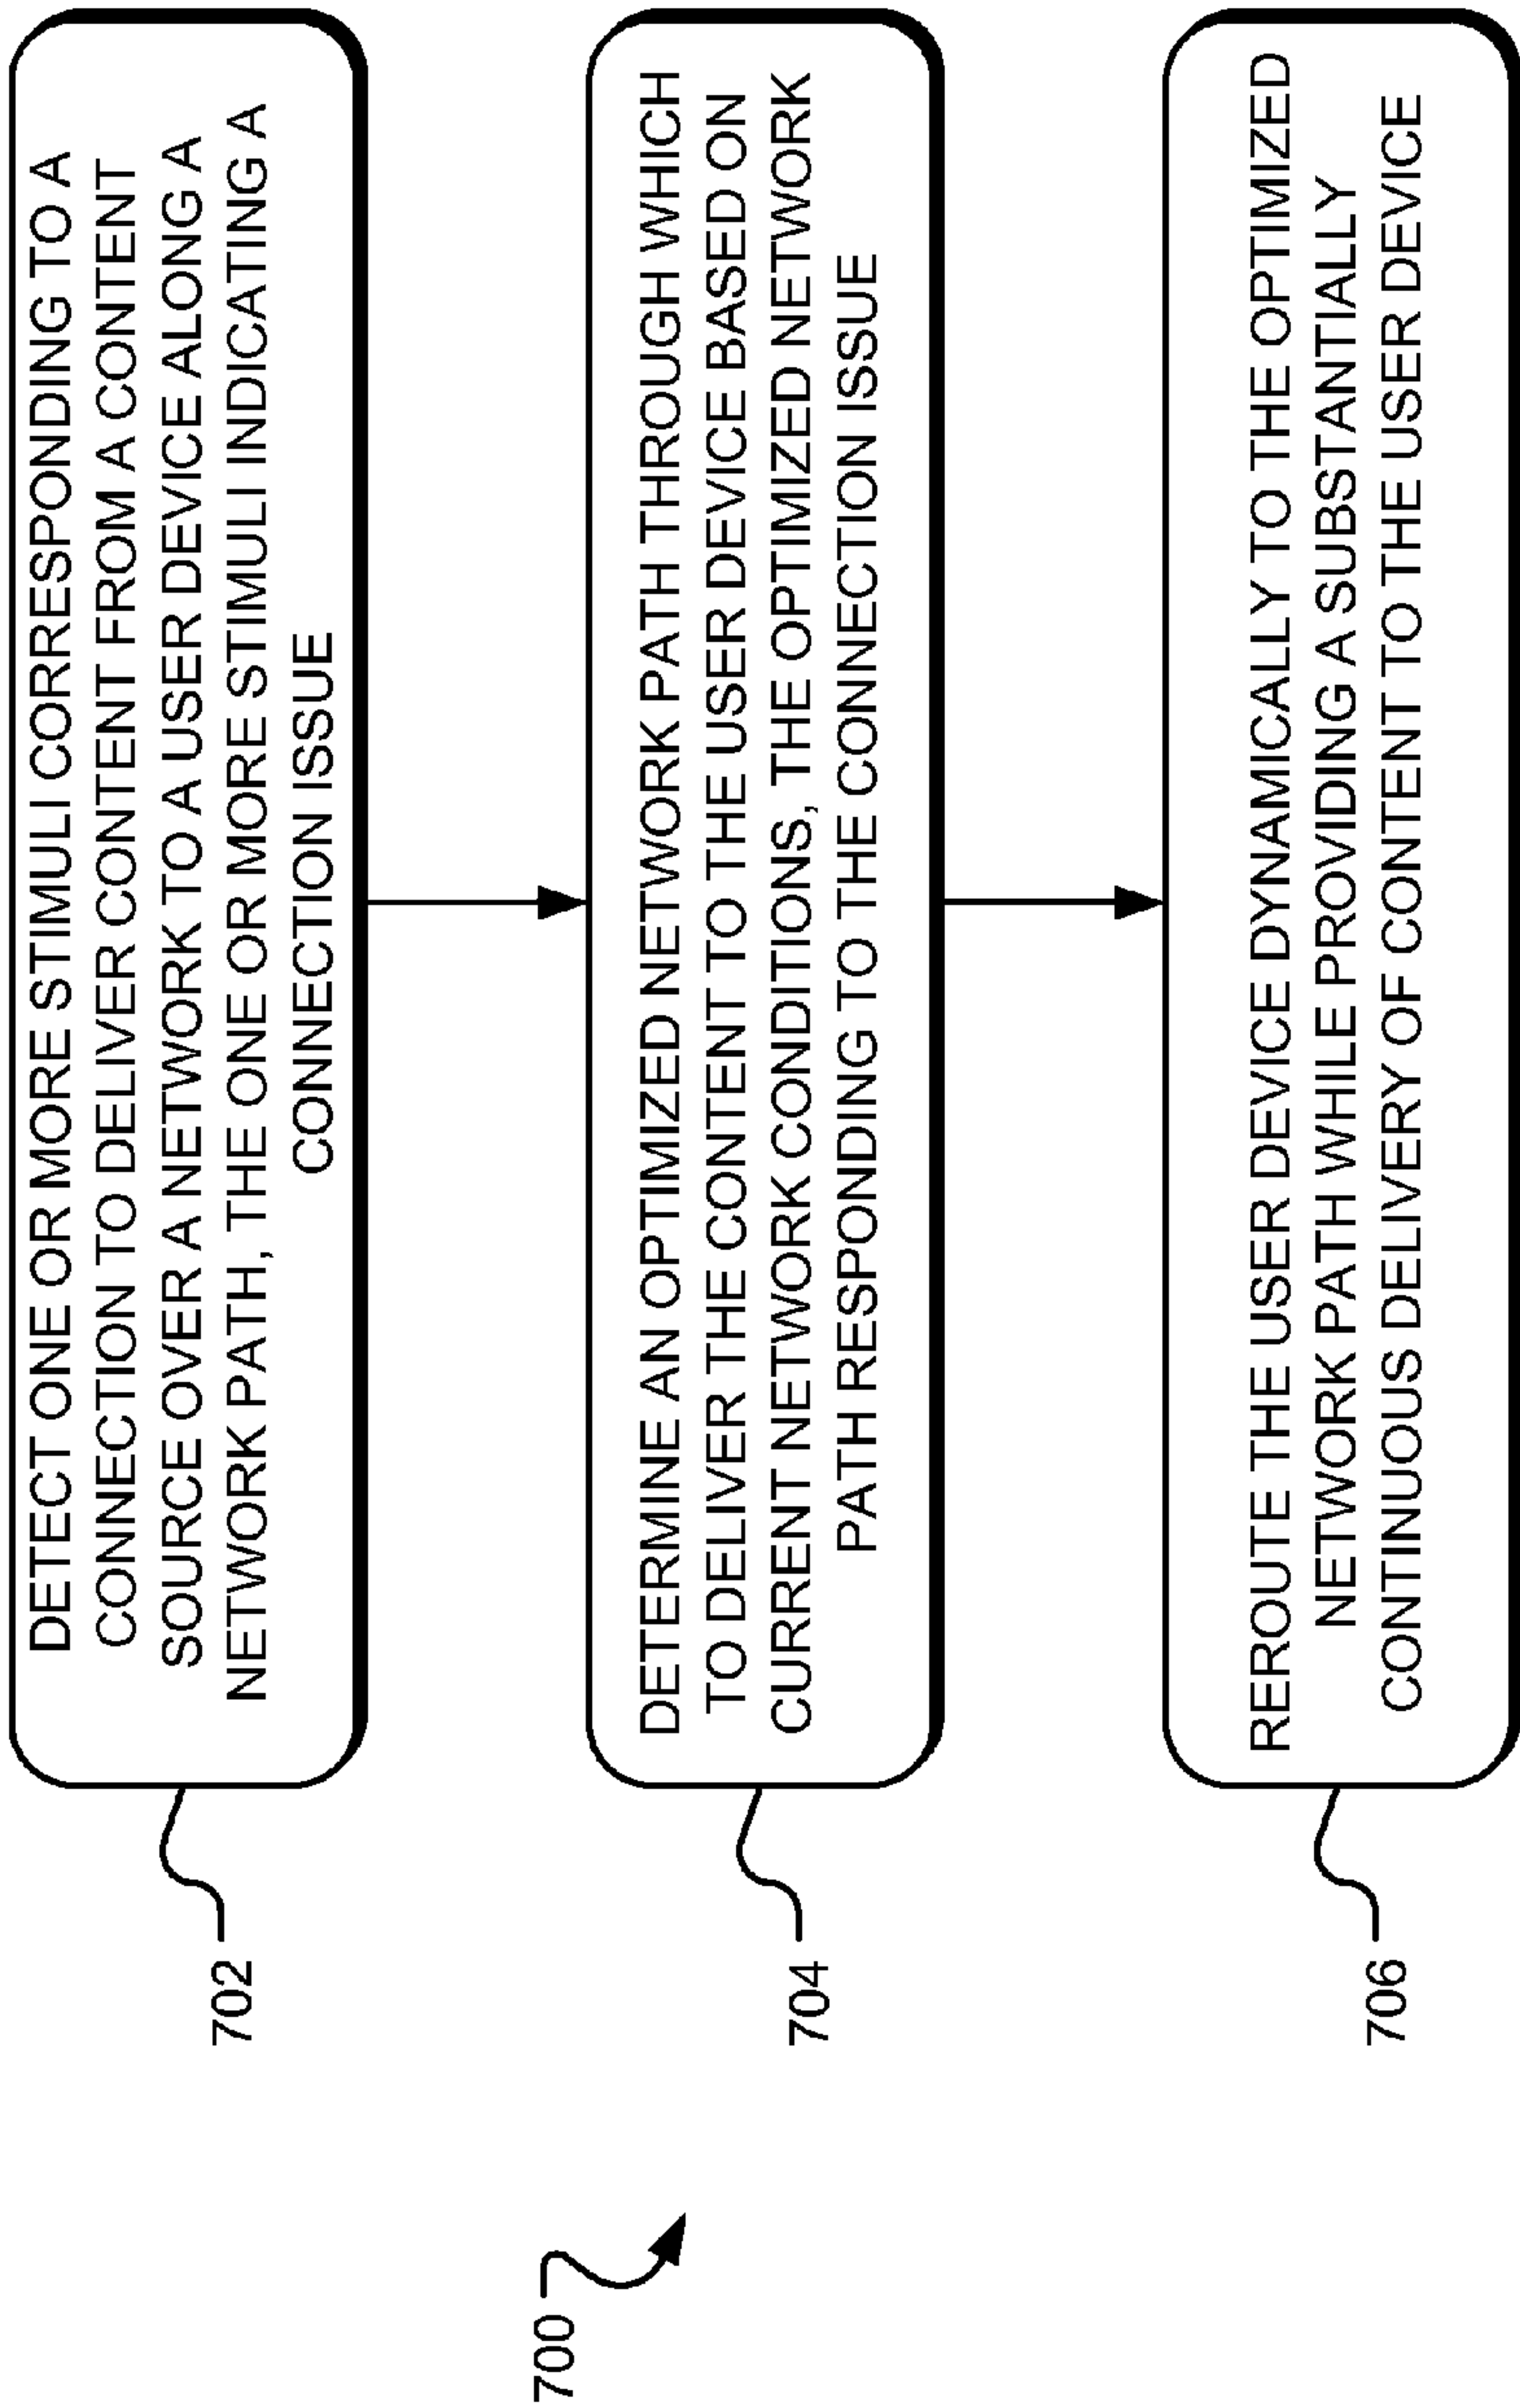 700
702
DETECT ONE OR MORE STIMULI CORRESPONDING TO A
CONNECTION TO DELIVER CONTENT FROM A CONTENT
SOURCE OVER A NETWORK TO A USER DEVICE ALONG A
NETWORK PATH, THE ONE OR MORE STIMULI INDICATING A
CONNECTION ISSUE
704
DETERMINE AN OPTIMIZED NETWORK PATH THROUGH WHICH
TO DELIVER THE CONTENT TO THE USER DEVICE BASED ON
CURRENT NETWORK CONDITIONS, THE OPTIMIZED NETWORK
PATH RESPONDING TO THE CONNECTION ISSUE
706
REROUTE THE USER DEVICE DYNAMICALLY TO THE OPTIMIZED
NETWORK PATH WHILE PROVIDING A SUBSTANTIALLY
CONTINUOUS DELIVERY OF CONTENT TO THE USER DEVICE